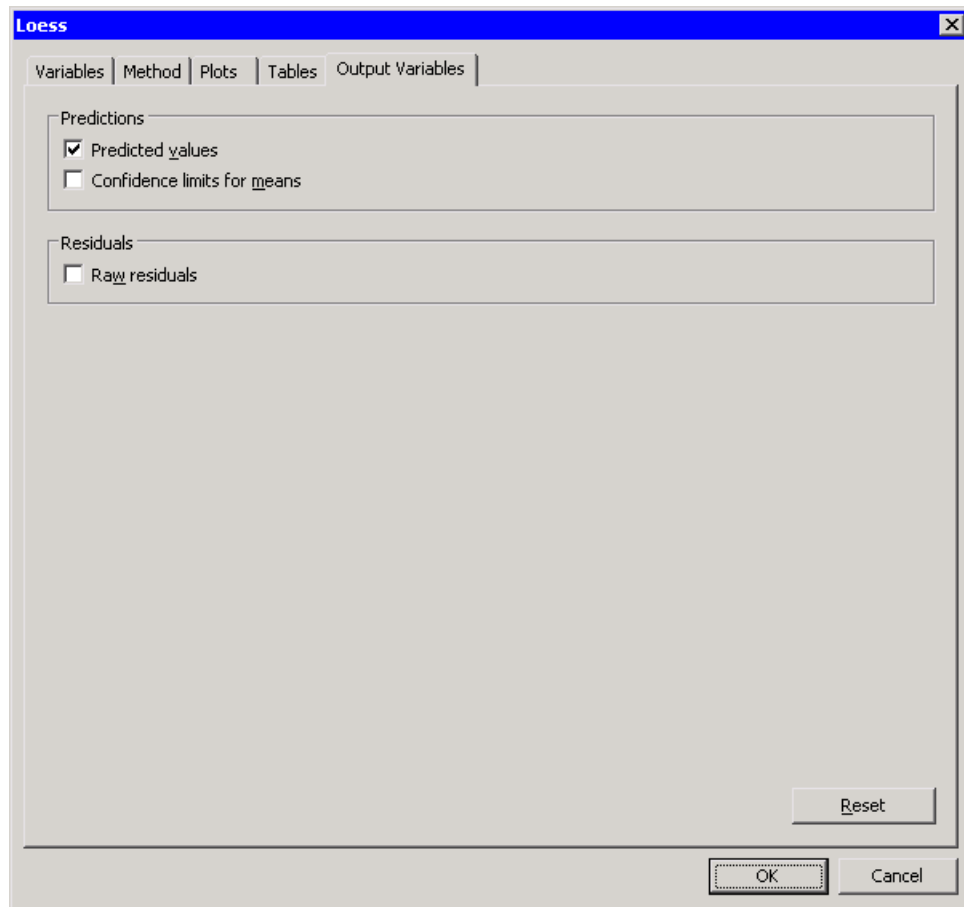 Loess
Variables Method Plots Tables Output Variables
Predictions
Predicted values
Confidence limits for means
Residuals
Raw residuals
Reset
OK Cancel